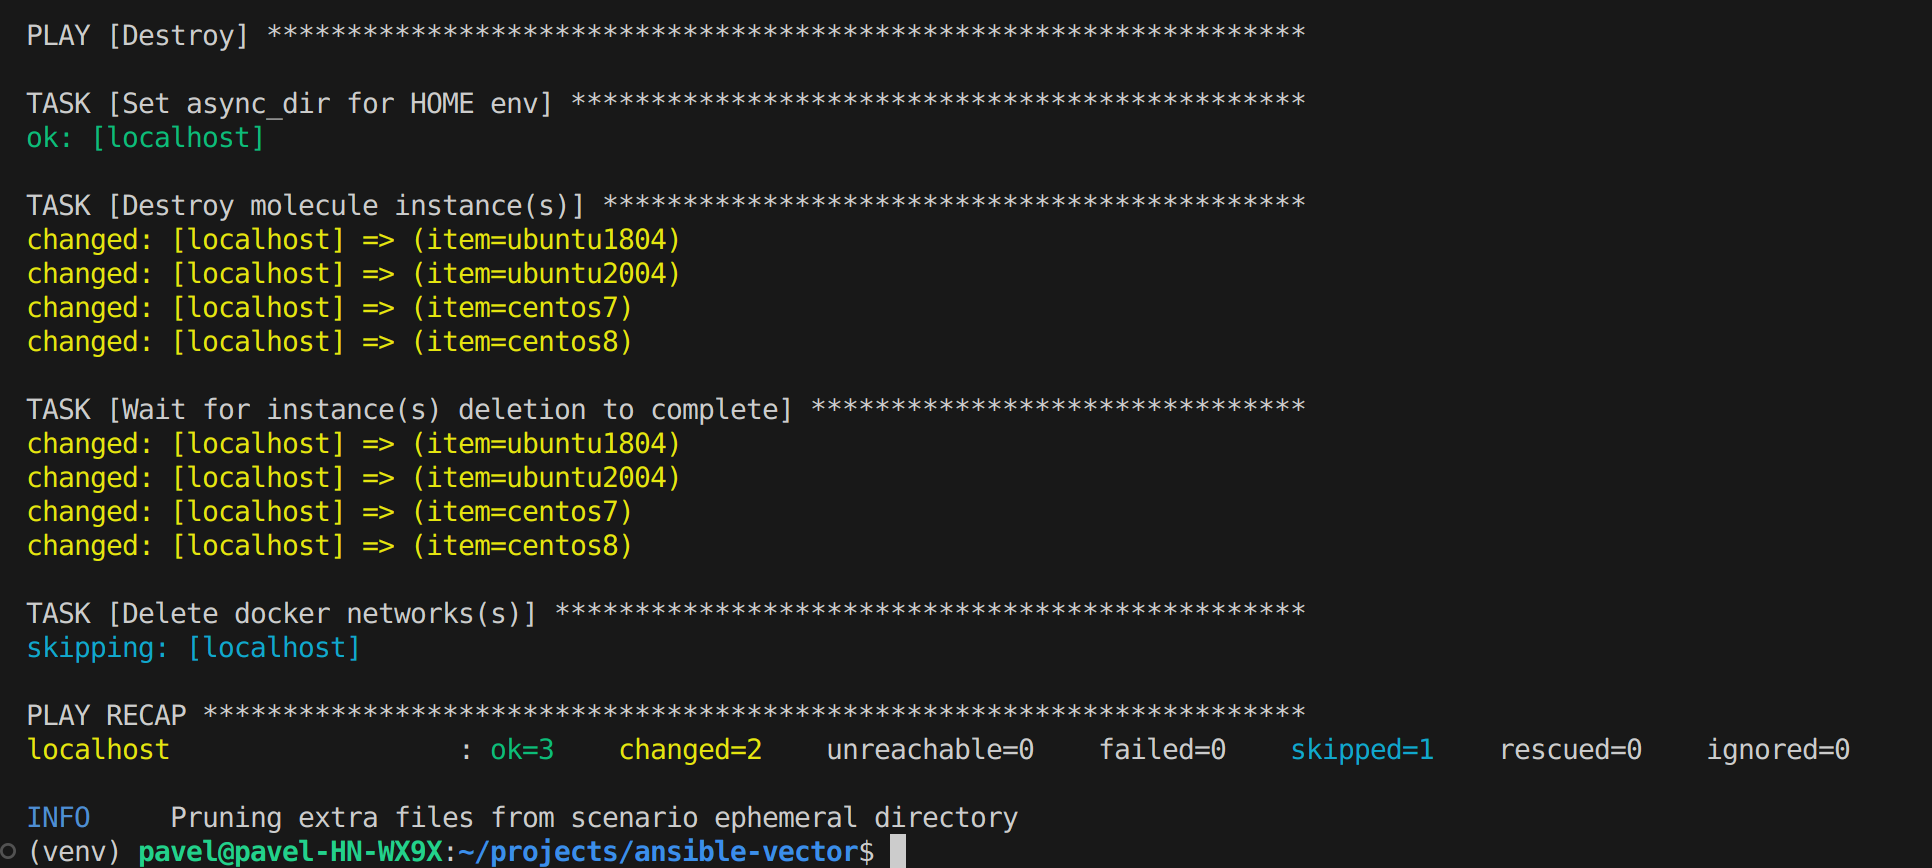 PLAY [Destroy] *****************************************************************

TASK [Set async_dir for HOME env] **********************************************
ok: [localhost]

TASK [Destroy molecule instance(s)] ********************************************
changed: [localhost] => (item=ubuntu1804)
changed: [localhost] => (item=ubuntu2004)
changed: [localhost] => (item=centos7)
changed: [localhost] => (item=centos8)

TASK [Wait for instance(s) deletion to complete] *******************************
changed: [localhost] => (item=ubuntu1804)
changed: [localhost] => (item=ubuntu2004)
changed: [localhost] => (item=centos7)
changed: [localhost] => (item=centos8)

TASK [Delete docker networks(s)] ***********************************************
skipping: [localhost]

PLAY RECAP *********************************************************************
localhost                  : ok=3    changed=2    unreachable=0    failed=0    skipped=1    rescued=0    ignored=0

INFO     Pruning extra files from scenario ephemeral directory
(venv) pavel@pavel-HN-WX9X:~/projects/ansible-vector$